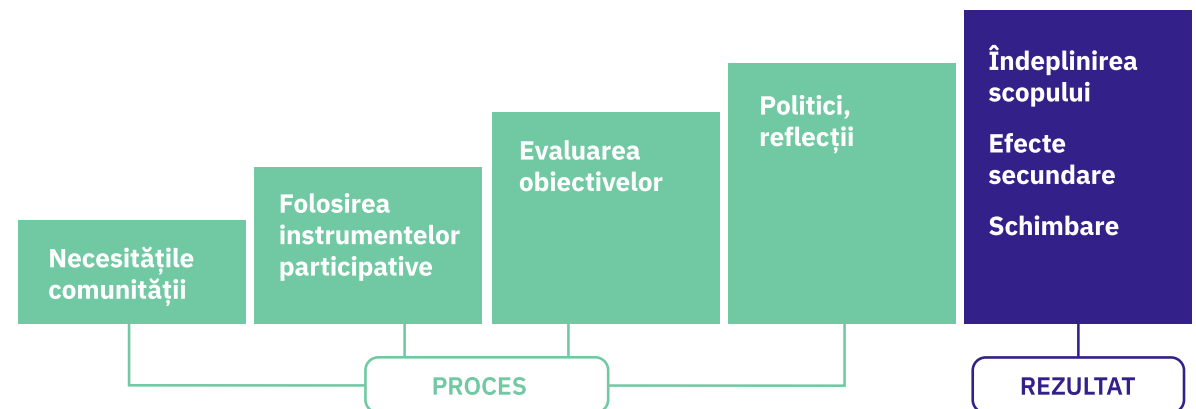 Necesitățile
comunității
Folosirea
instrumentelor
participative
Evaluarea
obiectivelor
Politici,
reflecții
Îndeplinirea
scopului
Efecte
secundare
Schimbare
PROCES
REZULTAT